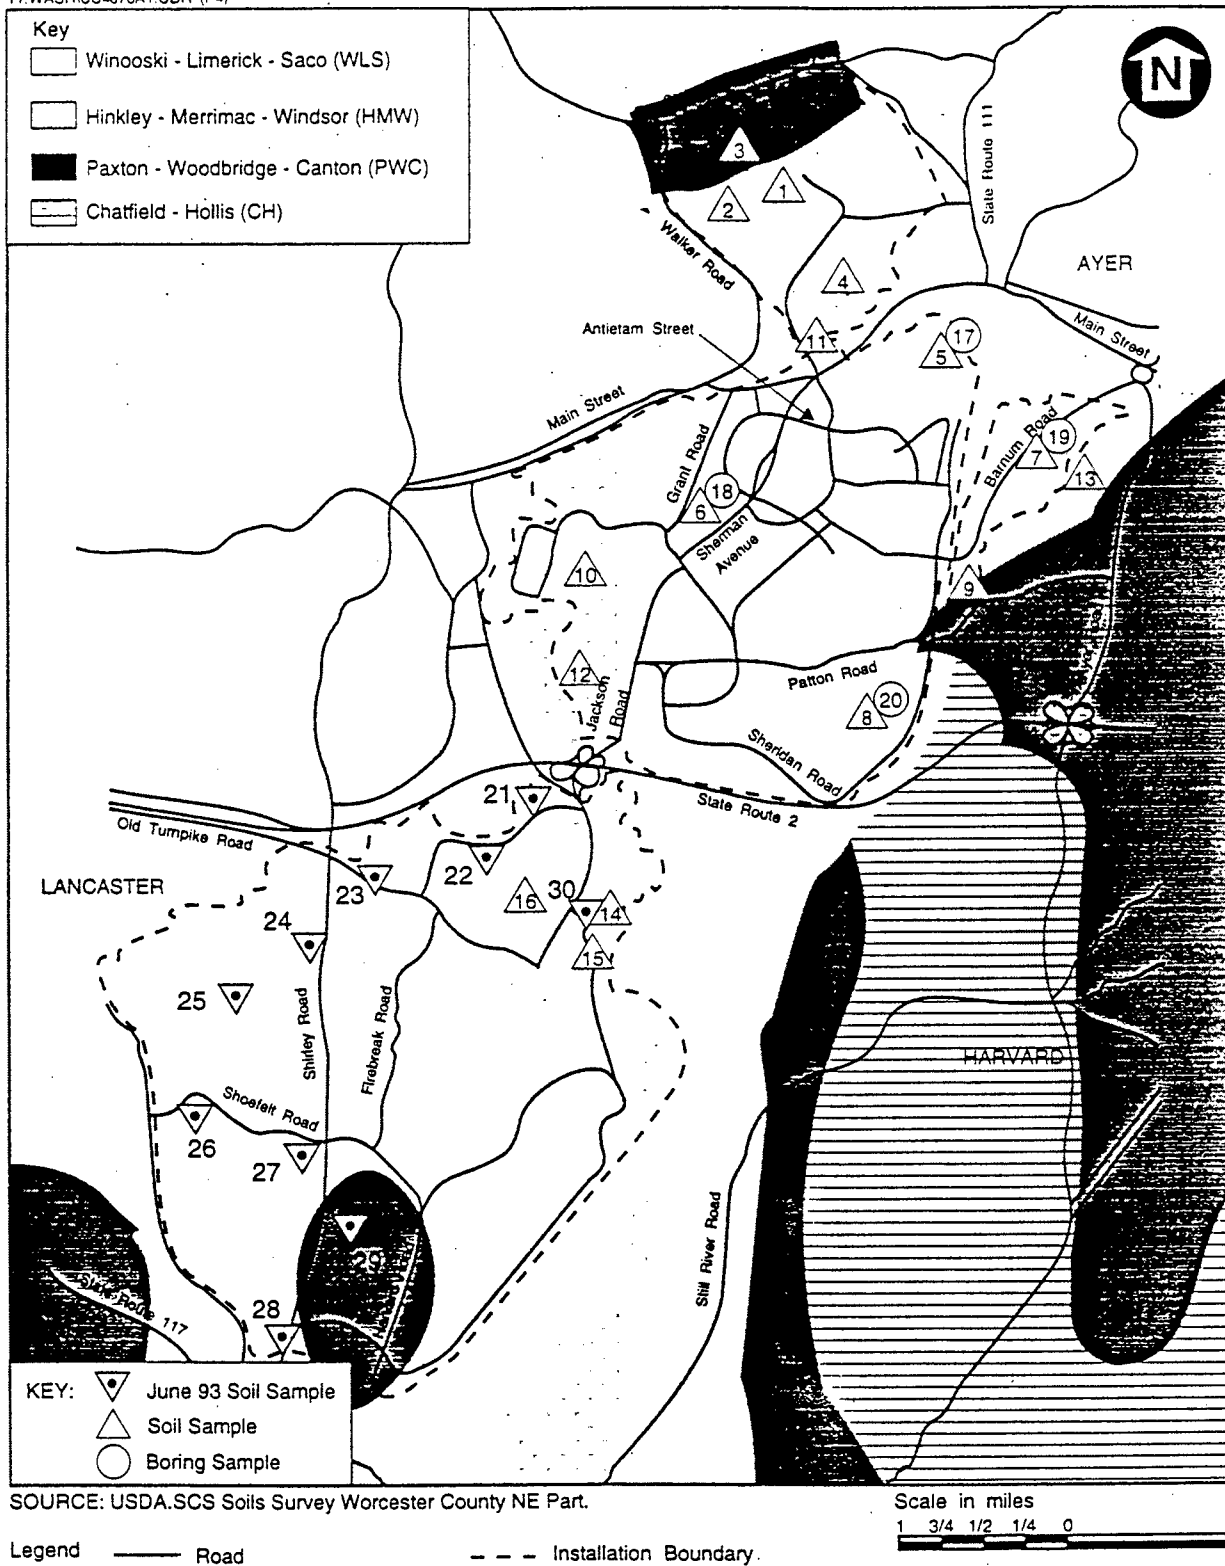 Key
Winooski - Limerick - Saco (WLS)
Hinkley - Merrimac - Windsor (HMW)
Paxton - Woodbridge - Canton (PWC)
Chatfield - Hollis (CH)
N
State Route 111
3
1
2
Walker Road
4
AYER
Antietam Street
11
17
5
Main Street
Main Street
Grant Road
Barnum Road
19
7
13
18
6
Sherman Avenue
10
9
12
Jackson Road
Patton Road
20
8
Sheridan Road
21
State Route 2
Old Turnpike Road
22
23
LANCASTER
16
30
14
24
15
25
Shirley Road
Firebreak Road
HARVARD
Shoefelt Road
26
27
29
Still River Road
State Route 117
28
KEY:
June 93 Soil Sample
Soil Sample
Boring Sample
SOURCE: USDA.SCS Soils Survey Worcester County NE Part.
Scale in miles
1 3/4 1/2 1/4 0
Legend
Road
Installation Boundary